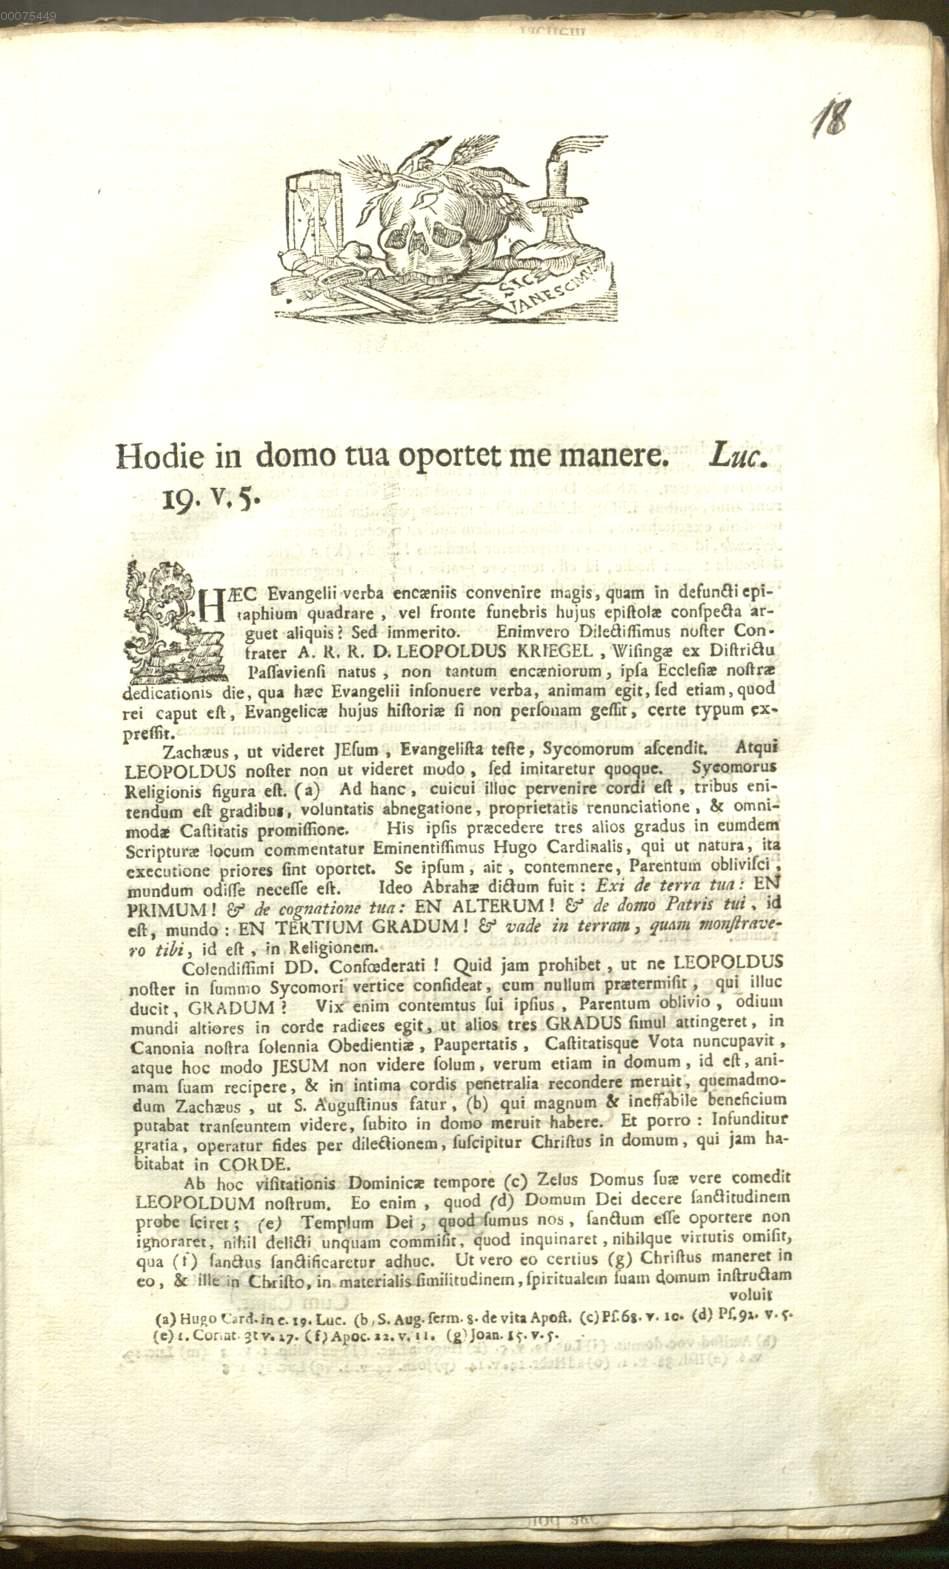 00075449
18
SIC E
VANESCIMU
Hodie in domo tua oportet me manere. Luc.
19. v. 5.
HÆC Evangelii verba encæniis convenire magis, quam in defuncti epi-
taphium quadrare, vel fronte funebris hujus epiſtolæ conſpecta ar-
guet aliquis? Sed immerito. Enimvero Dilectiſſimus noſter Con-
frater A. R. R. D. LEOPOLDUS KRIEGEL, Wiſingæ ex Diſtrictu
Paſſavienſi natus, non tantum encæniorum, ipſa Eccleſiæ noſtræ
dedicationis die, qua hæc Evangelii inſonuere verba, animam egit, ſed etiam, quod
rei caput eſt, Evangelicæ hujus hiſtoriæ ſi non perſonam geſſit, certe typum ex-
preſſit.
Zachæus, ut videret JEſum, Evangeliſta teſte, Sycomorum aſcendit. Atqui
LEOPOLDUS noſter non ut videret modo, ſed imitaretur quoque. Sycomorus
Religionis figura eſt. (a) Ad hanc, cuicui illuc pervenire cordi eſt, tribus eni-
tendum eſt gradibus, voluntatis abnegatione, proprietatis renunciatione, & omni-
modæ Caſtitatis promiſſione. His ipſis præcedere tres alios gradus in eumdem
Scripturæ locum commentatur Eminentiſſimus Hugo Cardinalis, qui ut natura, ita
executione priores ſint oportet. Se ipſum, ait, contemnere, Parentum obliviſci,
mundum odiſſe neceſſe eſt. Ideo Abrahæ dictum fuit: Exi de terra tua: EN
PRIMUM! & de cognatione tua: EN ALTERUM! & de domo Patris tui, id
eſt, mundo: EN TERTIUM GRADUM! & vade in terram, quam monſtrave-
ro tibi, id eſt, in Religionem.
Colendiſſimi DD. Confœderati! Quid jam prohibet, ut ne LEOPOLDUS
noſter in ſummo Sycomori vertice conſideat, cum nullum prætermiſit, qui illuc
ducit, GRADUM? Vix enim contemtus ſui ipſius, Parentum oblivio, odium
mundi altiores in corde radices egit, ut alios tres GRADUS ſimul attingeret, in
Canonia noſtra ſolennia Obedientiæ, Paupertatis, Caſtitatisque Vota nuncupavit,
atque hoc modo JESUM non videre ſolum, verum etiam in domum, id eſt, ani-
mam ſuam recipere, & in intima cordis penetralia recondere meruit, quemadmo-
dum Zachæus, ut S. Auguſtinus fatur, (b) qui magnum & ineffabile beneficium
putabat tranſeuntem videre, ſubito in domo meruit habere. Et porro: Infunditur
gratia, operatur fides per dilectionem, ſuſcipitur Chriſtus in domum, qui jam ha-
bitabat in CORDE.
Ab hoc viſitationis Dominicæ tempore (c) Zelus Domus ſuæ vere comedit
LEOPOLDUM noſtrum. Eo enim, quod (d) Domum Dei decere ſanctitudinem
probe ſciret; (e) Templum Dei, quod ſumus nos, ſanctum eſſe oportere non
ignoraret, nihil delicti unquam commiſit, quod inquinaret, nihilque virtutis omiſit,
qua (f) ſanctus ſanctificaretur adhuc. Ut vero eo certius (g) Chriſtus maneret in
eo, & ille in Chriſto, in materialis ſimilitudinem, ſpiritualem ſuam domum inſtructam
voluit
(a) Hugo Card. in c. 19. Luc. (b, S. Aug. ſerm. 8. de vita Apoſt. (c) Pſ. 68. v. 10. (d) Pſ. 92. v. 5.
(e) 1. Cor. 3t v. 17. (f) Apoc. 22. v. 11. (g) Joan. 15. v. 5.